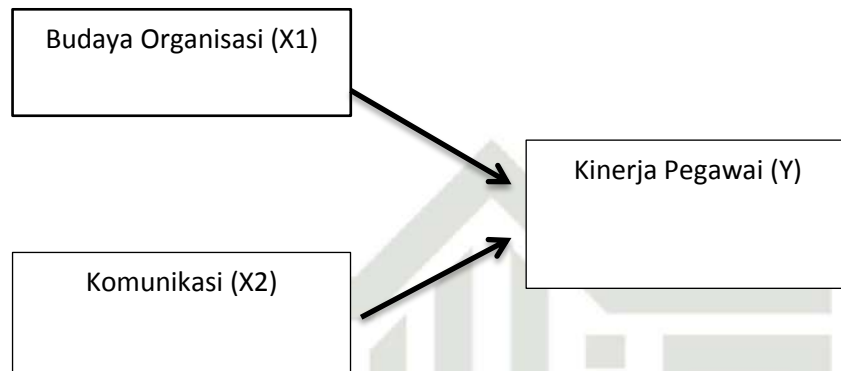 Budaya Organisasi (X1)
Kinerja Pegawai (Y)
Komunikasi (X2)